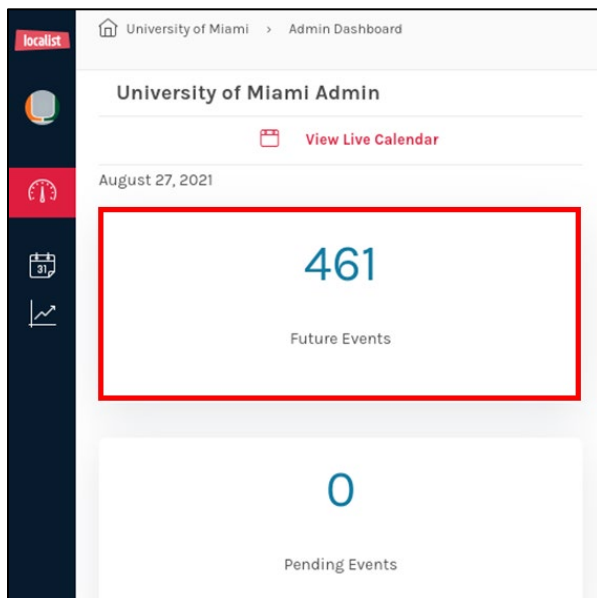 localist
University of Miami › Admin Dashboard
University of Miami Admin
View Live Calendar
August 27, 2021
31
461
Future Events
0
Pending Events